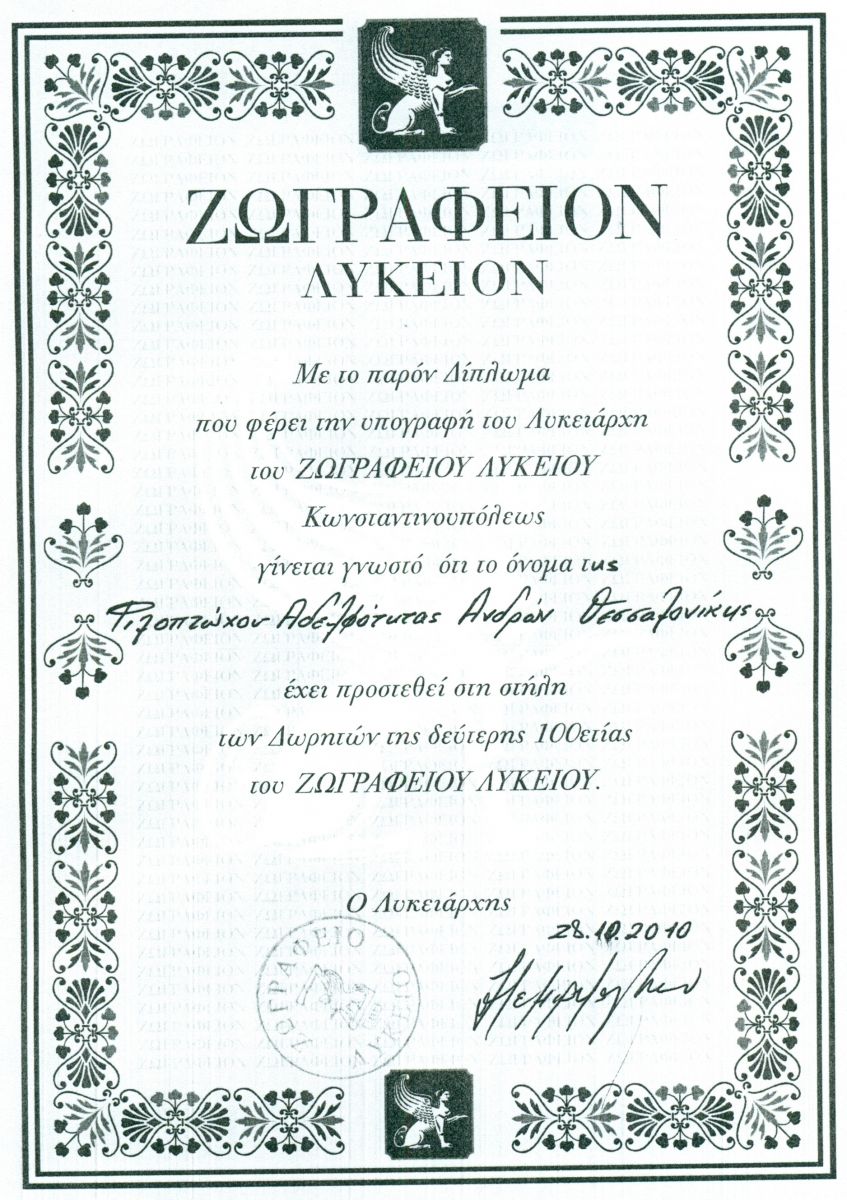 ΖΩΓΡΑΦΕΙΟΝ
ΛΥΚΕΙΟΝ
Με το παρόν Δίπλωμα
που φέρει την υπογραφή του Λυκειάρχη
του ΖΩΓΡΑΦΕΙΟΥ ΛΥΚΕΙΟΥ
Κωνσταντινουπόλεως
γίνεται γνωστό ότι το όνομα της
Φιλοπτώχου Αδελφότητας Ανδρών Θεσσαλονίκης
έχει προστεθεί στη στήλη
των Δωρητών της δεύτερης 100ετίας
του ΖΩΓΡΑΦΕΙΟΥ ΛΥΚΕΙΟΥ.
Ο Λυκειάρχης
28.10.2010